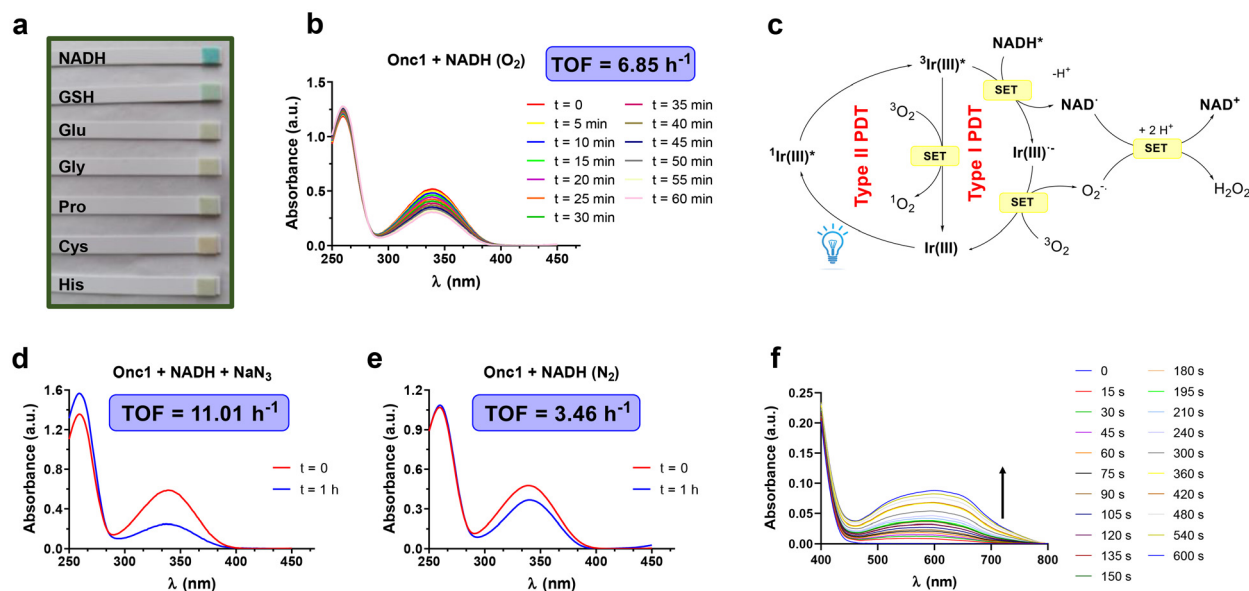 a
NADH
GSH
Glu
Gly
Pro
Cys
His
b
Onc1 + NADH (O₂)
TOF = 6.85 h⁻¹
Absorbance (a.u.)
1.5
1.0
0.5
0.0
250 300 350 400 450
λ (nm)
t = 0
t = 5 min
t = 10 min
t = 15 min
t = 20 min
t = 25 min
t = 30 min
t = 35 min
t = 40 min
t = 45 min
t = 50 min
t = 55 min
t = 60 min
c
NADH*
³Ir(III)*
-H⁺
SET
NAD·
NAD⁺
³O₂
Type II PDT
Type I PDT
+ 2 H⁺
SET
SET
¹Ir(III)*
Ir(III)·⁻
¹O₂
SET
O₂⁻·
H₂O₂
Ir(III)
³O₂
d
Onc1 + NADH + NaN₃
TOF = 11.01 h⁻¹
Absorbance (a.u.)
1.6
1.2
0.8
0.4
0.0
250 300 350 400 450
λ (nm)
t = 0
t = 1 h
e
Onc1 + NADH (N₂)
TOF = 3.46 h⁻¹
Absorbance (a.u.)
1.2
0.9
0.6
0.3
0.0
250 300 350 400 450
λ (nm)
t = 0
t = 1 h
f
Absorbance (a.u.)
0.25
0.20
0.15
0.10
0.05
0.00
400 500 600 700 800
λ (nm)
0
15 s
30 s
45 s
60 s
75 s
90 s
105 s
120 s
135 s
150 s
180 s
195 s
210 s
240 s
300 s
360 s
420 s
480 s
540 s
600 s